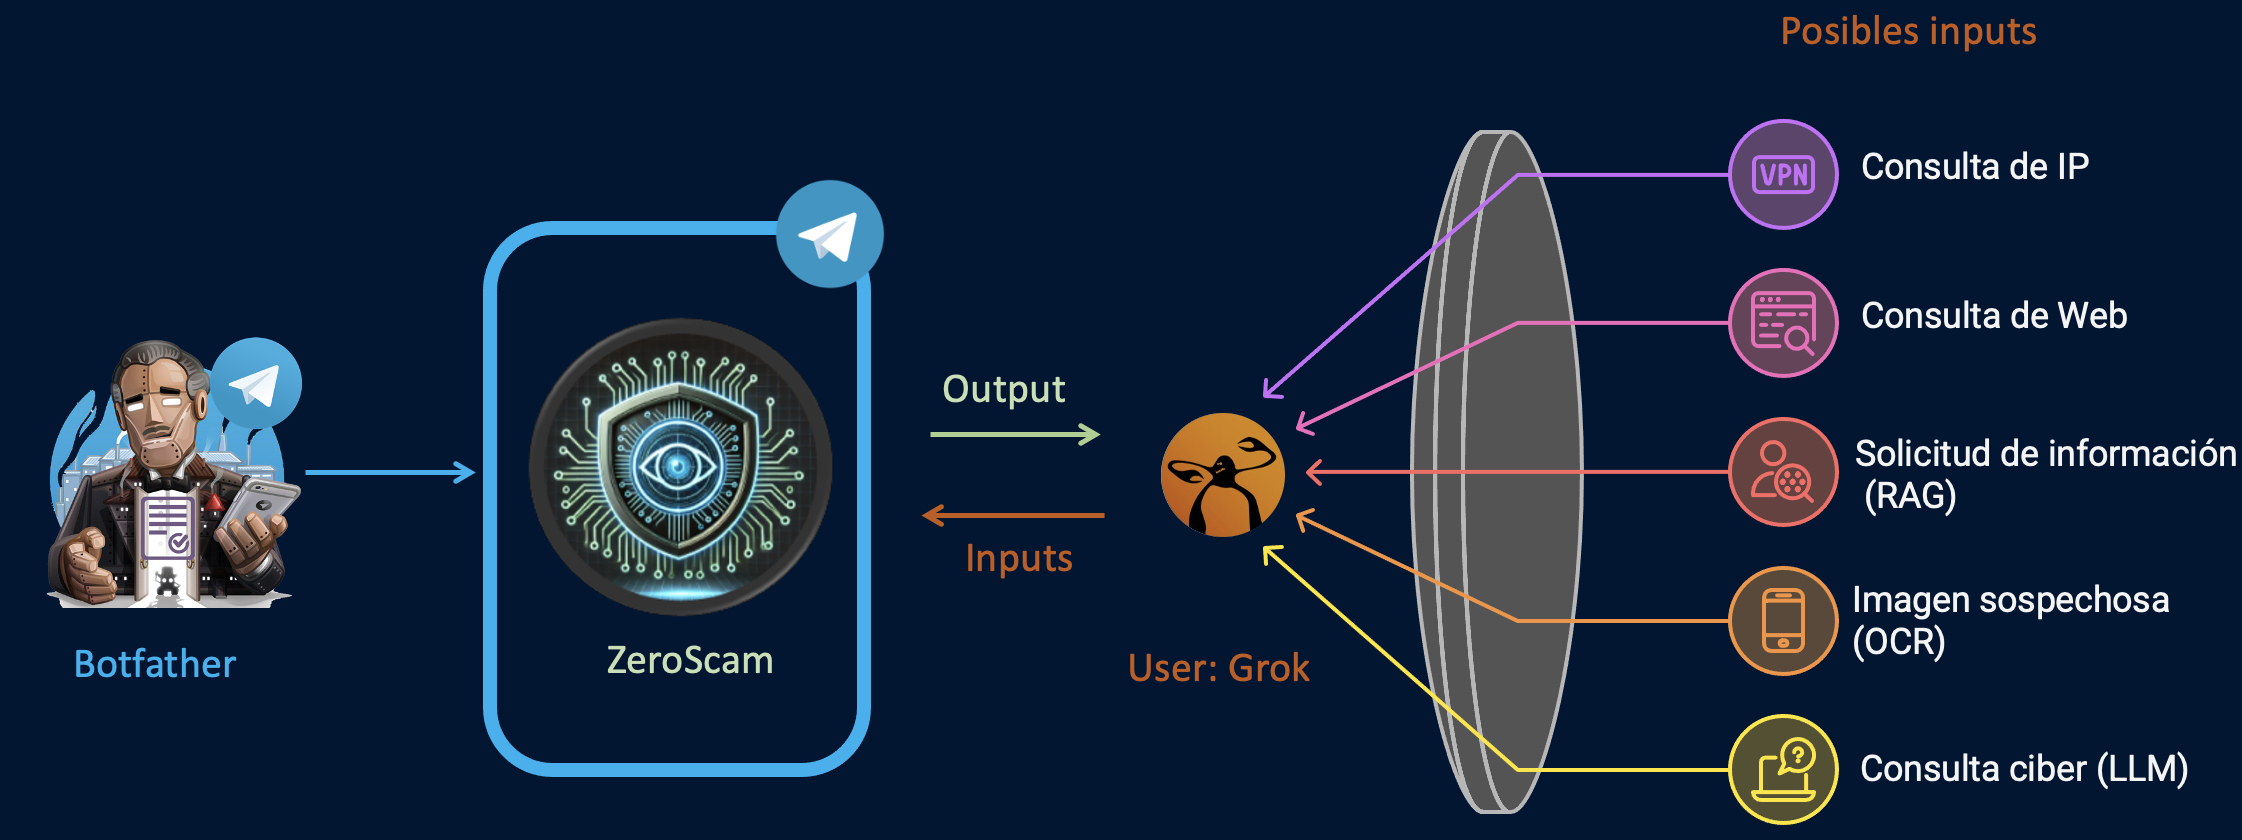 Posibles inputs
VPN
Consulta de IP
Consulta de Web
Output
Solicitud de información
(RAG)
Inputs
Imagen sospechosa
(OCR)
Botfather
ZeroScam
User: Grok
?
Consulta ciber (LLM)